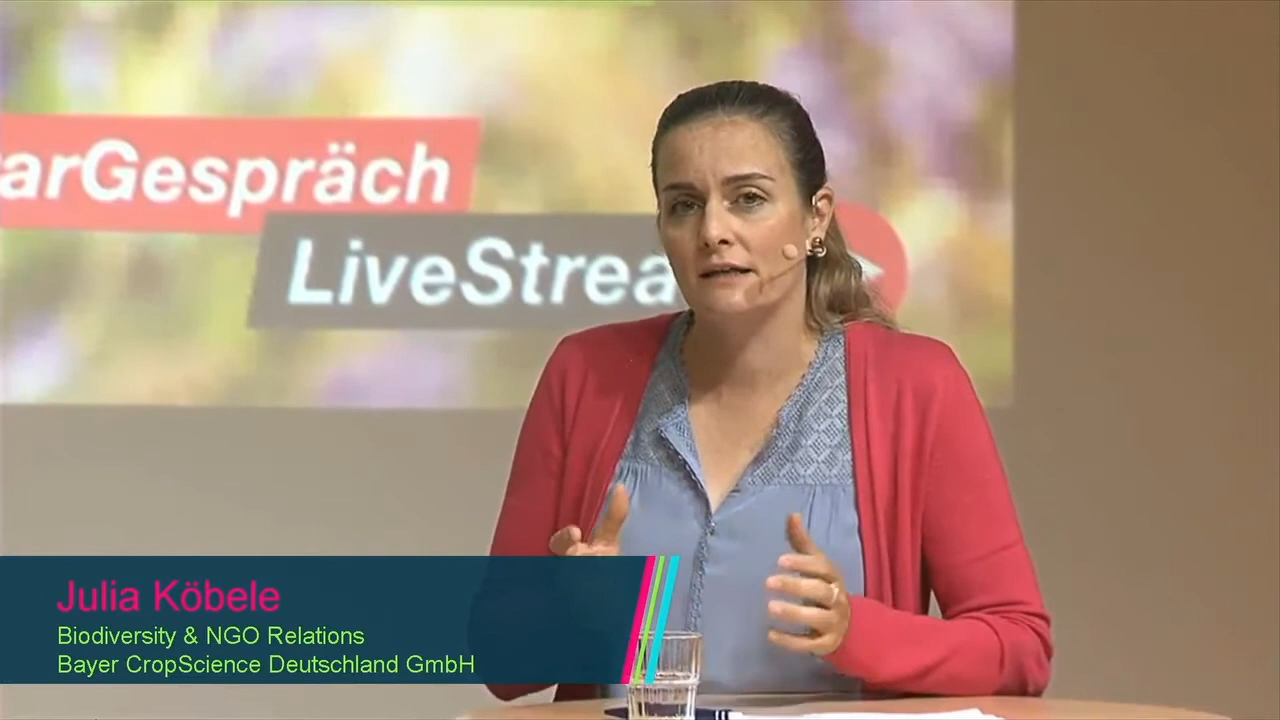 arGespräch
LiveStrea
Julia Köbele
Biodiversity & NGO Relations
Bayer CropScience Deutschland GmbH